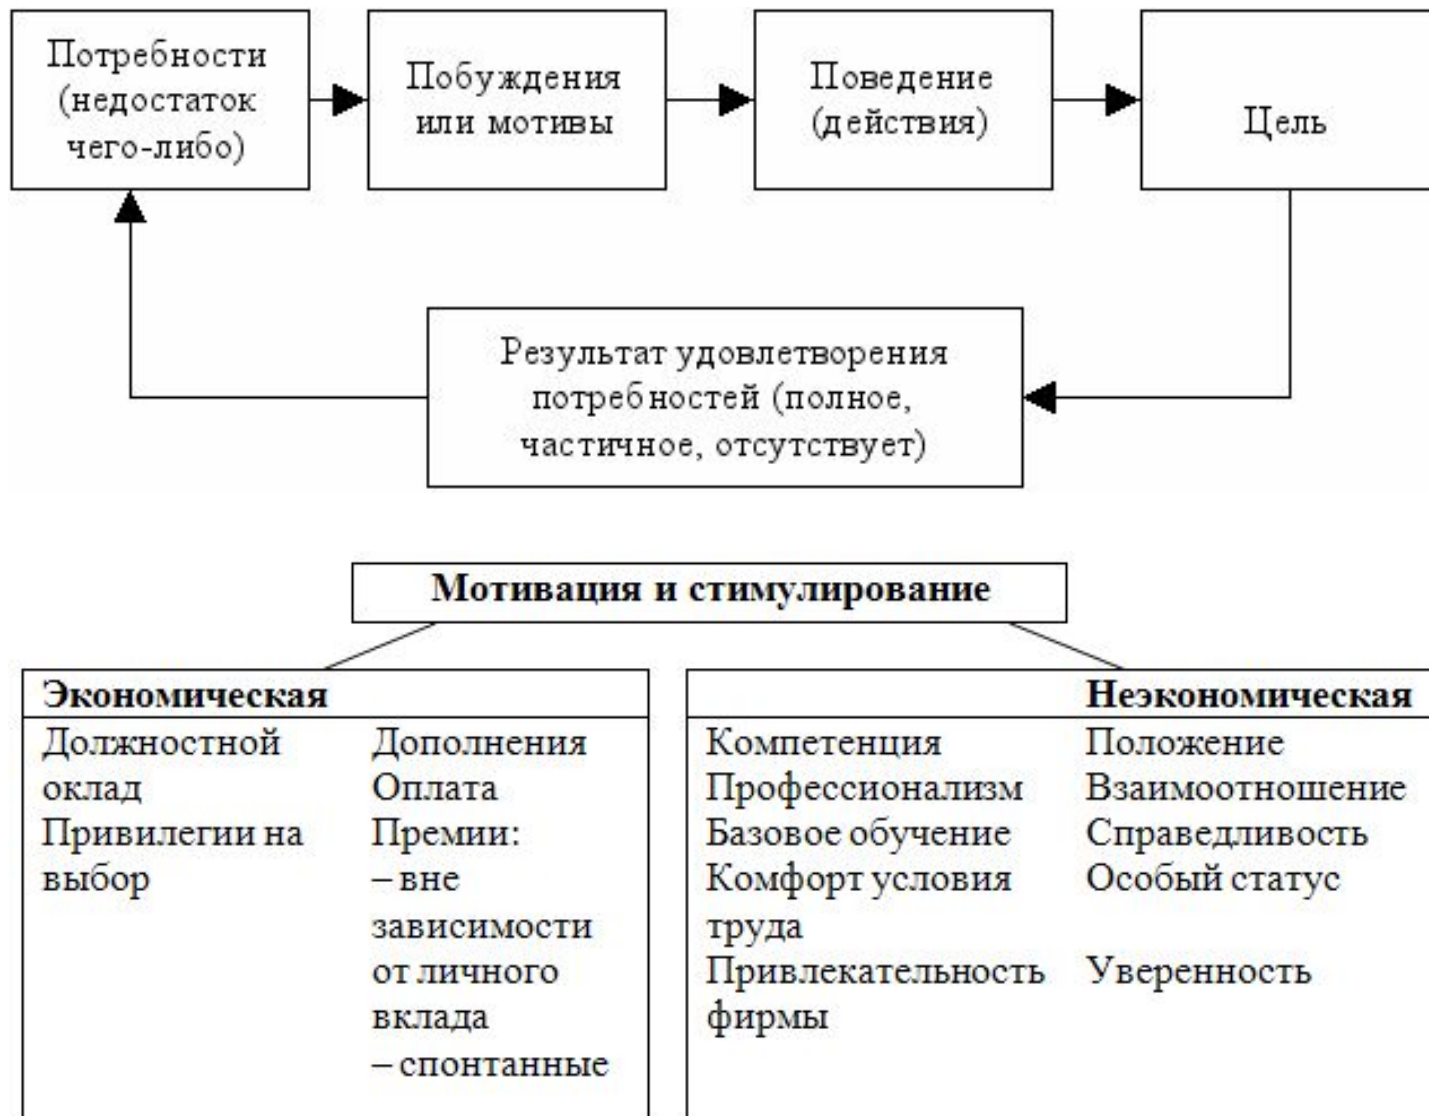 Потребности
(недостаток
чего-либо)
Побуждения
или мотивы
Поведение
(действия)
Цель
Результат удовлетворения
потребностей (полное,
частичное, отсутствует)
Мотивация и стимулирование
Экономическая
Должностной
оклад
Привилегии на
выбор
Дополнения
Оплата
Премии:
– вне
зависимости
от личного
вклада
– спонтанные
Неэкономическая
Компетенция
Профессионализм
Базовое обучение
Комфорт условия
труда
Привлекательность
фирмы
Положение
Взаимоотношение
Справедливость
Особый статус
Уверенность